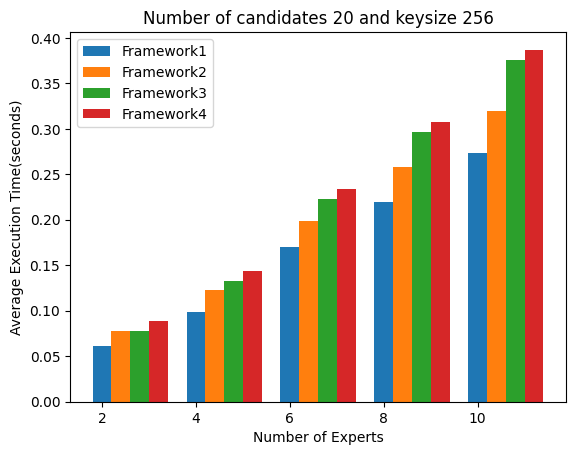 Number of candidates 20 and keysize 256
0.40
0.35
0.30
0.25
0.20
0.15
0.10
0.05
0.00
Average Execution Time(seconds)
Framework1
Framework2
Framework3
Framework4
2 4 6 8 10
Number of Experts